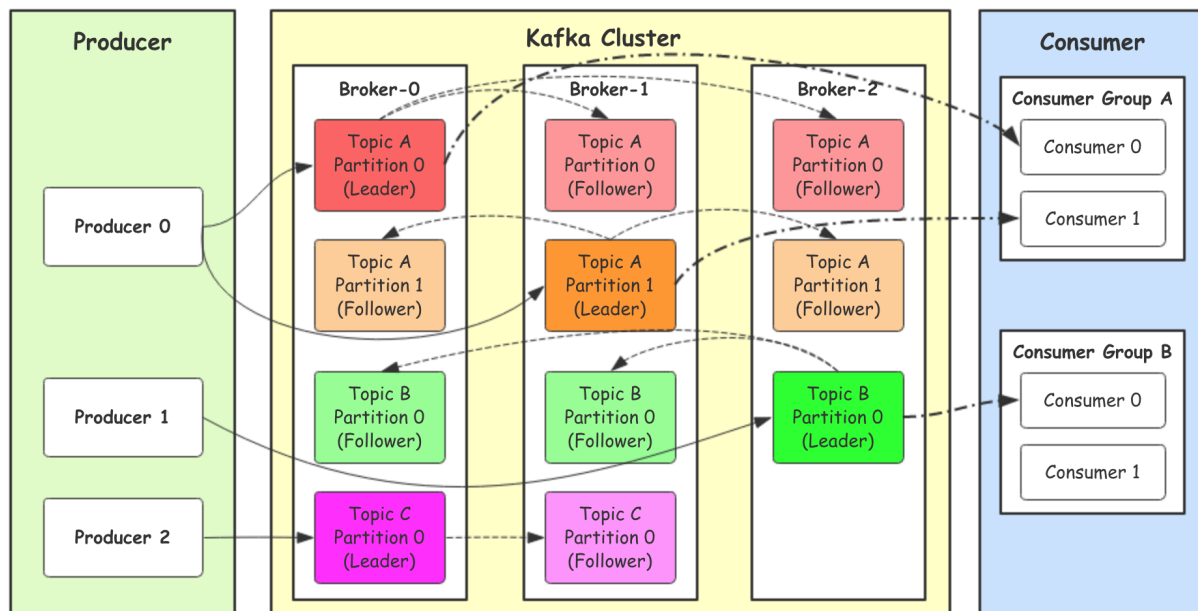 Producer
Kafka Cluster
Consumer
Broker-0
Broker-1
Broker-2
Consumer Group A
Topic A
Partition 0
(Leader)
Topic A
Partition 0
(Follower)
Topic A
Partition 0
(Follower)
Consumer 0
Producer 0
Consumer 1
Topic A
Partition 1
(Follower)
Topic A
Partition 1
(Leader)
Topic A
Partition 1
(Follower)
Consumer Group B
Producer 1
Topic B
Partition 0
(Follower)
Topic B
Partition 0
(Follower)
Topic B
Partition 0
(Leader)
Consumer 0
Consumer 1
Producer 2
Topic C
Partition 0
(Leader)
Topic C
Partition 0
(Follower)